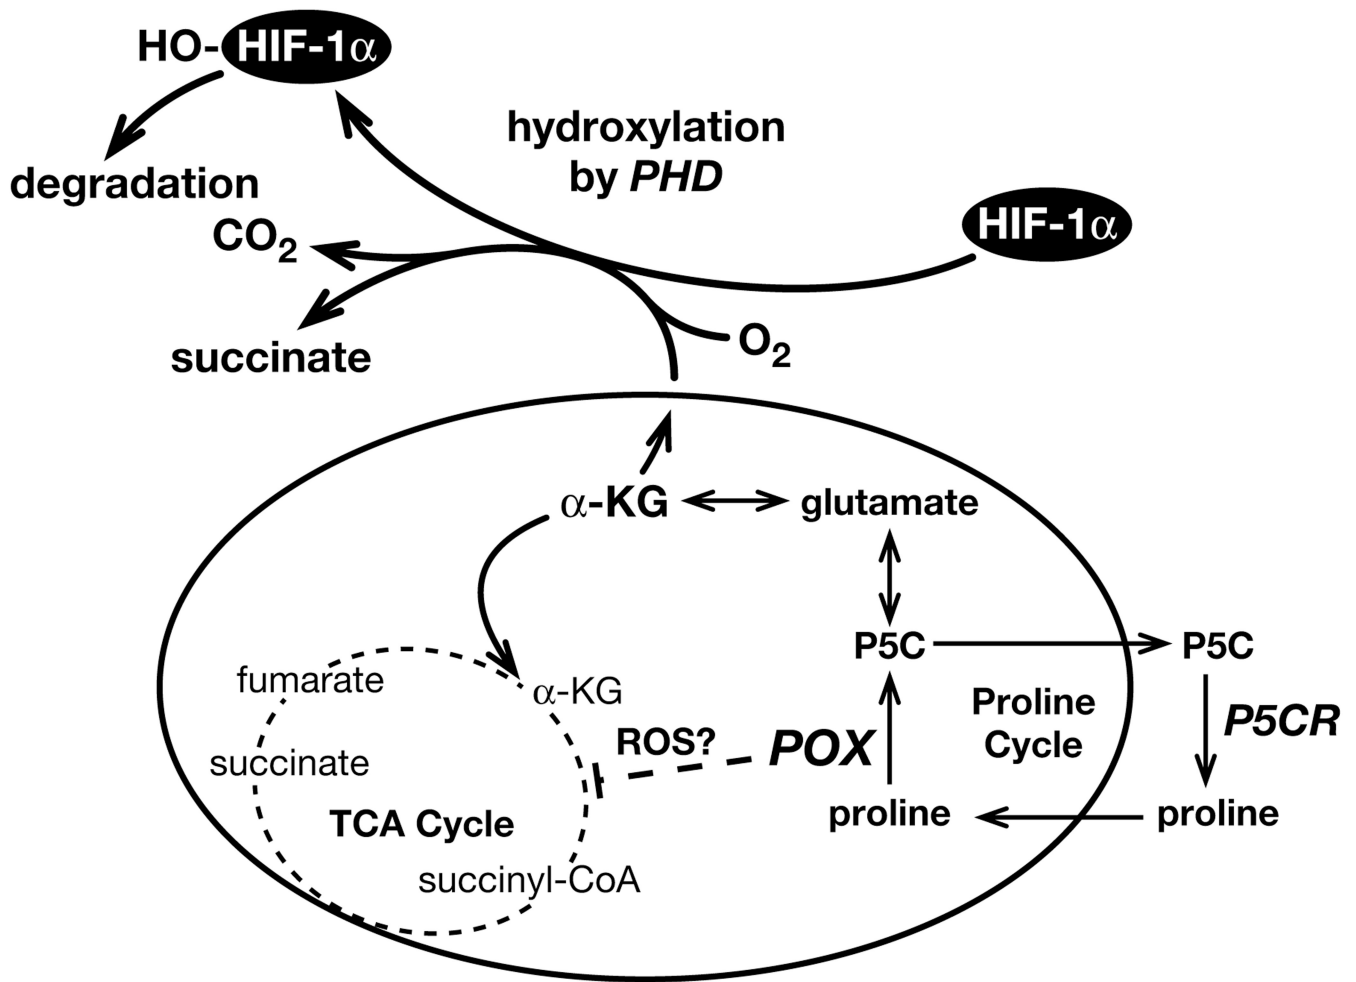 HO-HIF-1α
hydroxylation
by PHD
degradation
CO₂
HIF-1α
succinate
O₂
α-KG
glutamate
P5C
P5C
fumarate
α-KG
Proline
Cycle
P5CR
ROS?
POX
succinate
TCA Cycle
proline
proline
succinyl-CoA